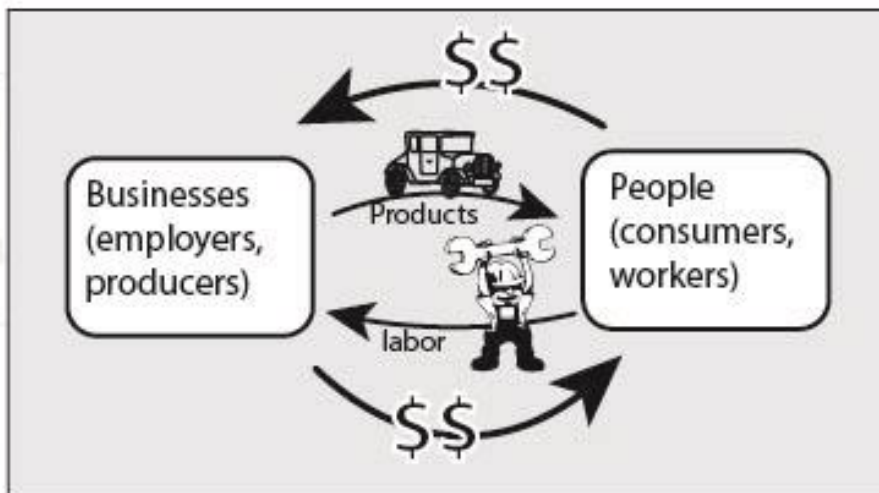 $$
Businesses
(employers,
producers)
Products
People
(consumers,
workers)
labor
$$